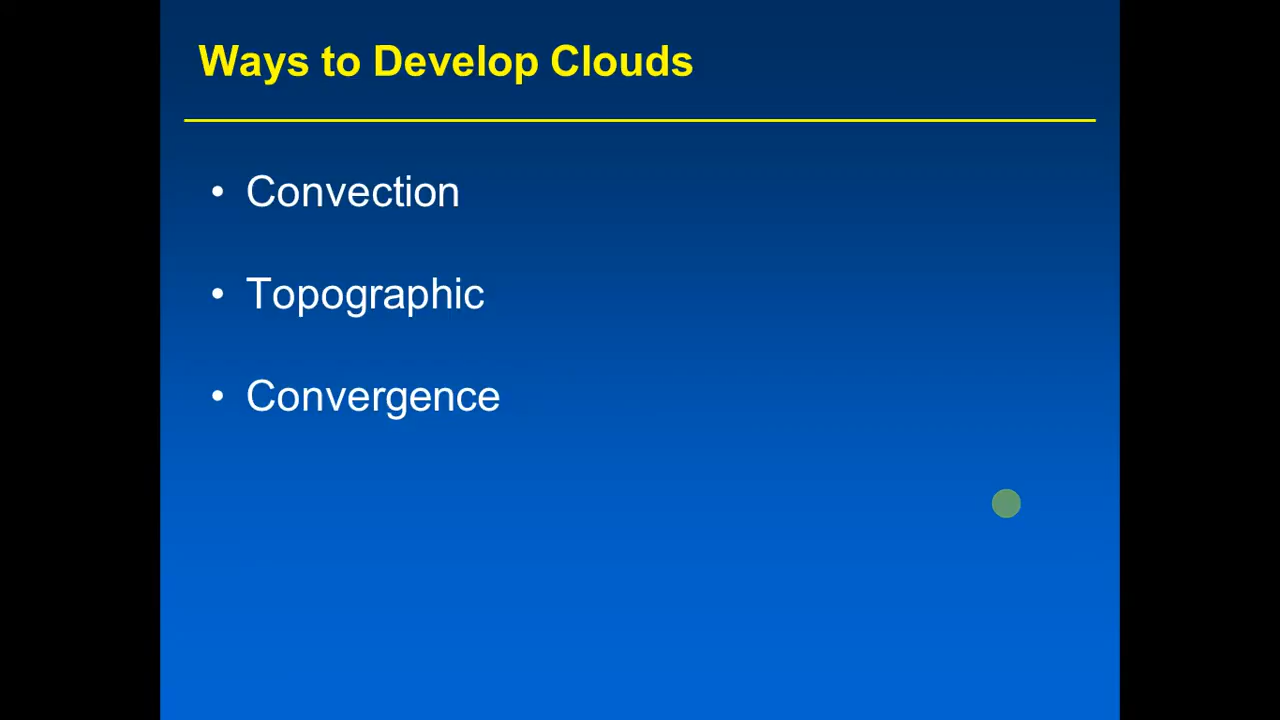 Ways to Develop Clouds
• Convection
• Topographic
• Convergence